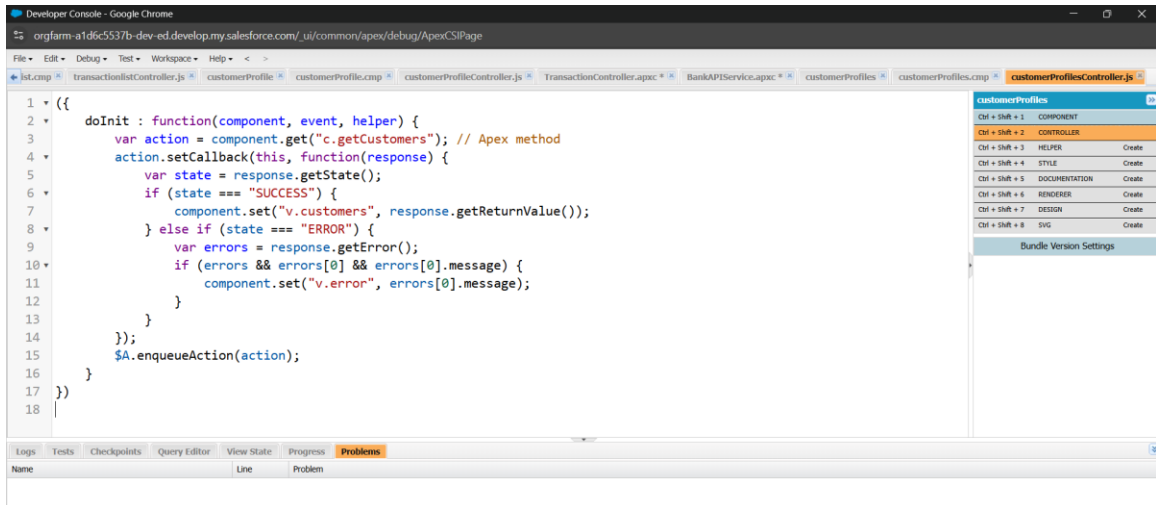 Developer Console - Google Chrome
orgfarm-a1d6c5537b-dev-ed.develop.my.salesforce.com/_ui/common/apex/debug/ApexCSIPage
File Edit Debug Test Workspace Help < >
ist.cmp transactionlistController.js customerProfile customerProfile.cmp customerProfileController.js TransactionController.apxc * BankAPIService.apxc * customerProfiles customerProfiles.cmp customerProfilesController.js
1 ({
2 doInit : function(component, event, helper) {
3 var action = component.get("c.getCustomers"); // Apex method
4 action.setCallback(this, function(response) {
5 var state = response.getState();
6 if (state === "SUCCESS") {
7 component.set("v.customers", response.getReturnValue());
8 } else if (state === "ERROR") {
9 var errors = response.getError();
10 if (errors && errors[0] && errors[0].message) {
11 component.set("v.error", errors[0].message);
12 }
13 }
14 });
15 $A.enqueueAction(action);
16 }
17 })
18
customerProfiles
Ctrl + Shift + 1 COMPONENT
Ctrl + Shift + 2 CONTROLLER
Ctrl + Shift + 3 HELPER Create
Ctrl + Shift + 4 STYLE Create
Ctrl + Shift + 5 DOCUMENTATION Create
Ctrl + Shift + 6 RENDERER Create
Ctrl + Shift + 7 DESIGN Create
Ctrl + Shift + 8 SVG Create
Bundle Version Settings
Logs Tests Checkpoints Query Editor View State Progress Problems
Name Line Problem